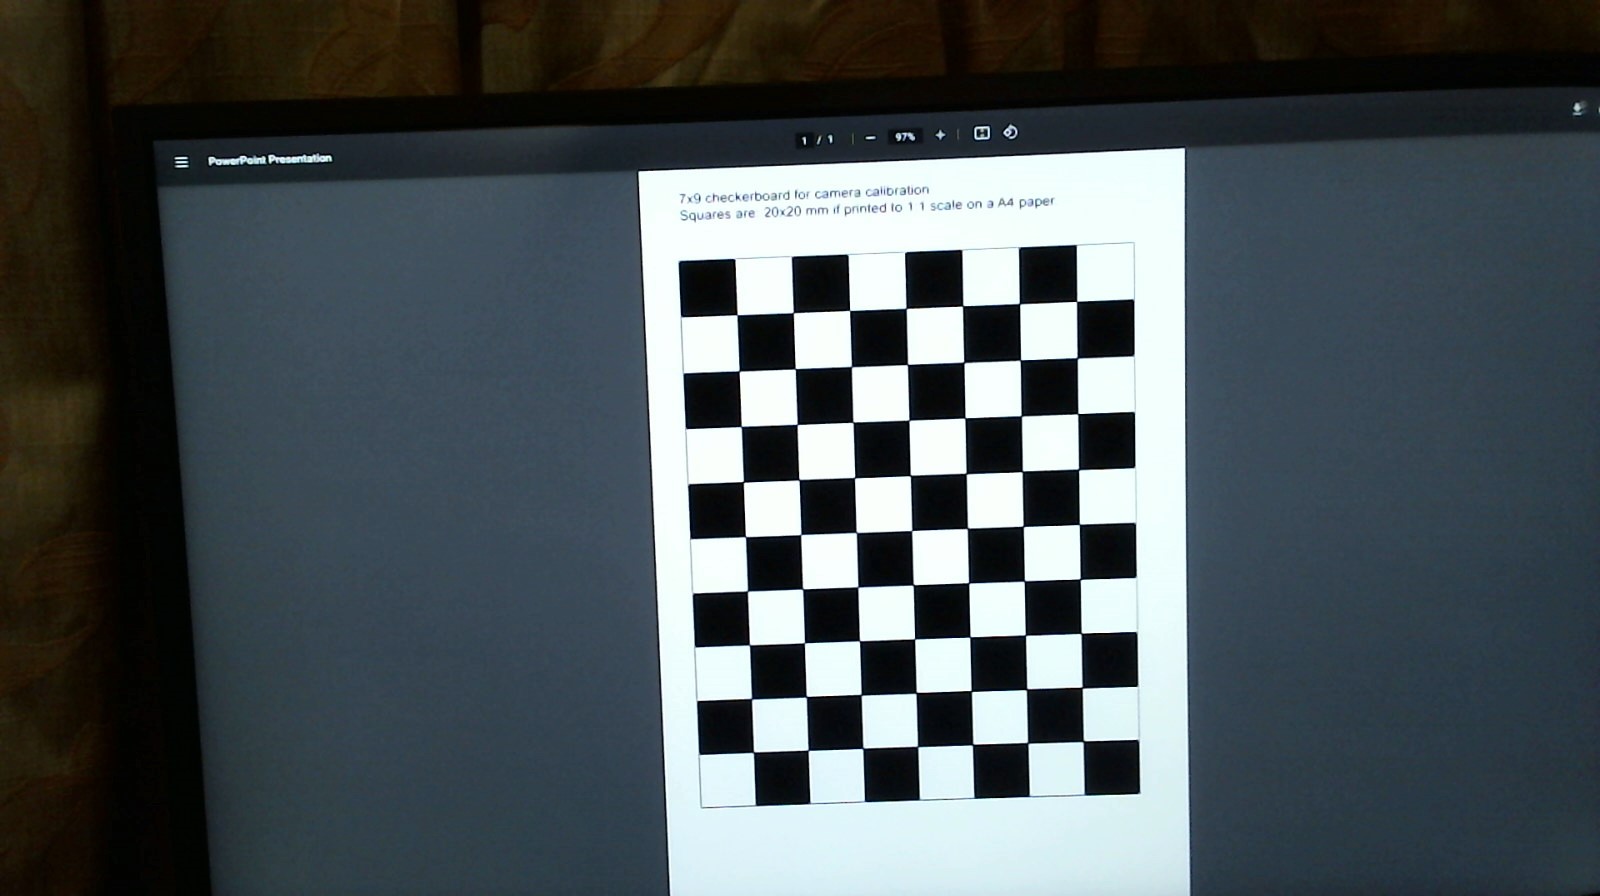 PowerPoint Presentation
1 / 1
97%
7x9 checkerboard for camera calibration
Squares are 20x20 mm if printed to 1 1 scale on a A4 paper